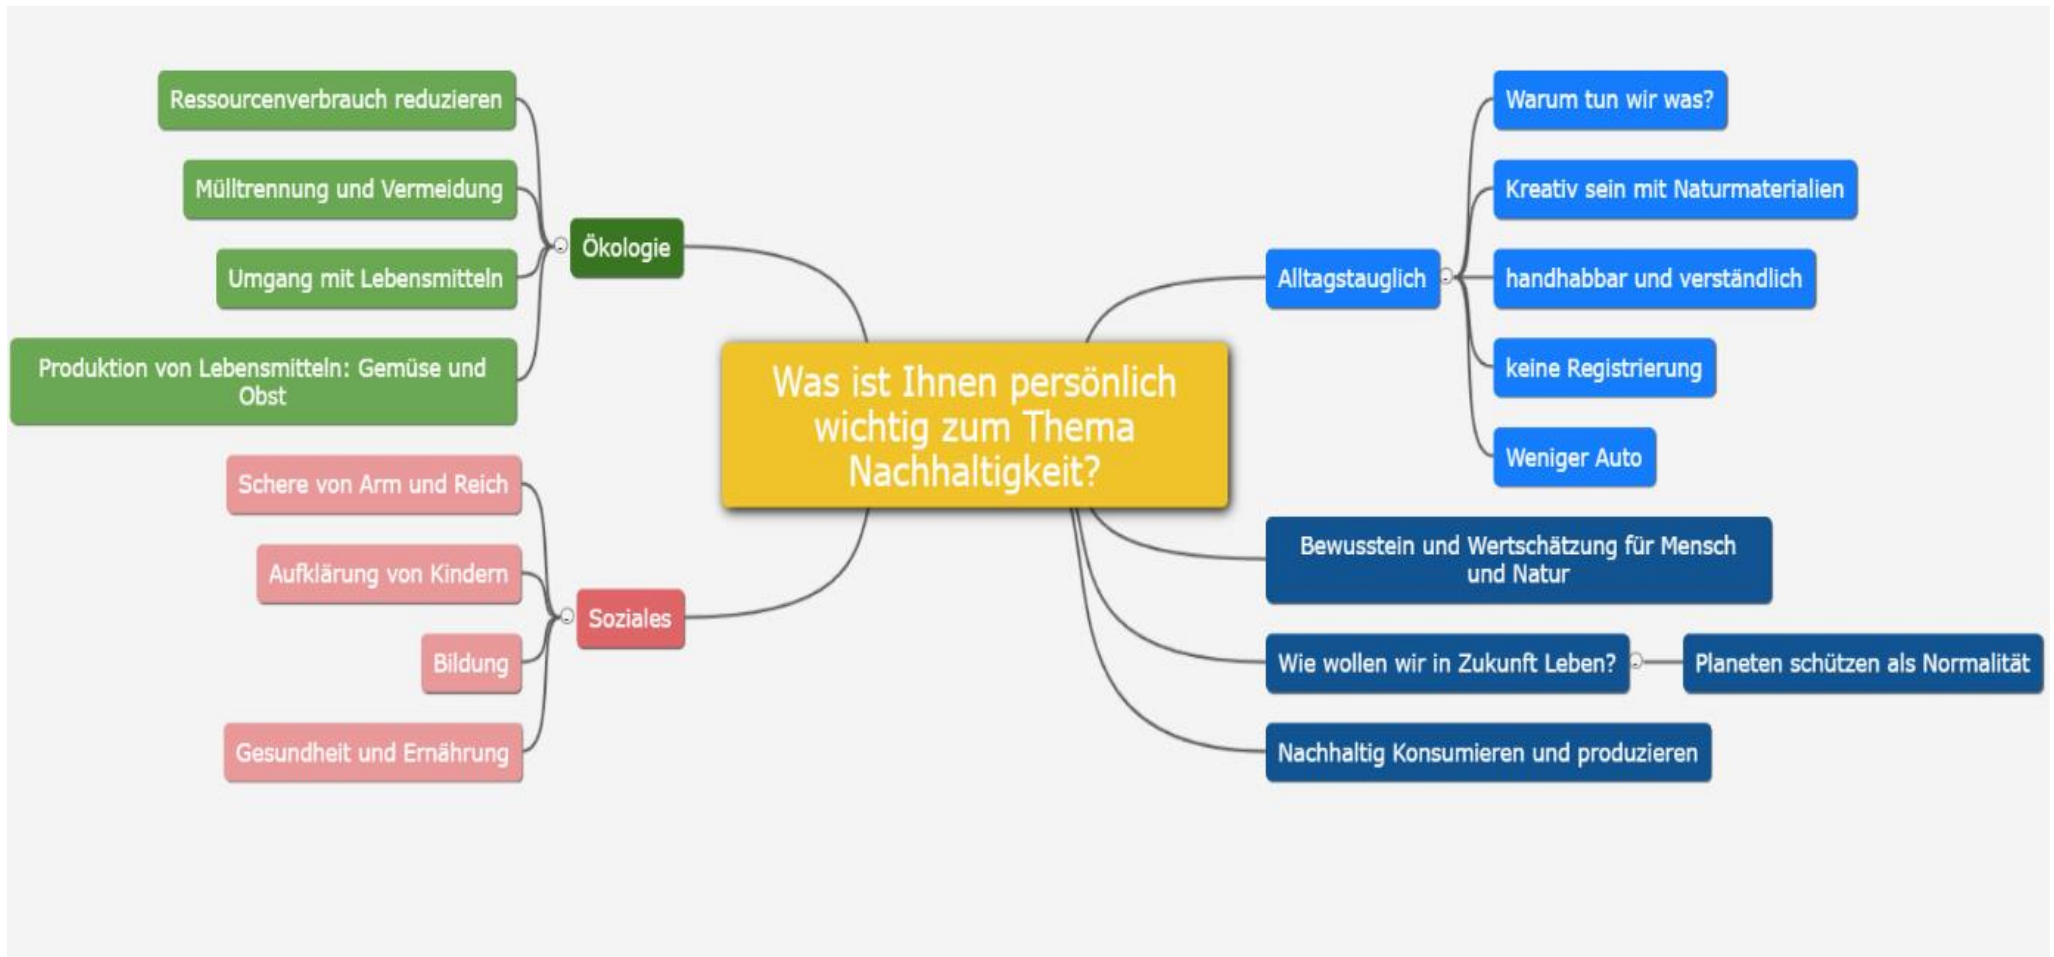 Ressourcenverbrauch reduzieren
Mülltrennung und Vermeidung
Umgang mit Lebensmitteln
Produktion von Lebensmitteln: Gemüse und
Obst
Ökologie
Schere von Arm und Reich
Aufklärung von Kindern
Bildung
Gesundheit und Ernährung
Soziales
Was ist Ihnen persönlich
wichtig zum Thema
Nachhaltigkeit?
Alltagstauglich
Warum tun wir was?
Kreativ sein mit Naturmaterialien
handhabbar und verständlich
keine Registrierung
Weniger Auto
Bewusstein und Wertschätzung für Mensch
und Natur
Wie wollen wir in Zukunft Leben?
Planeten schützen als Normalität
Nachhaltig Konsumieren und produzieren